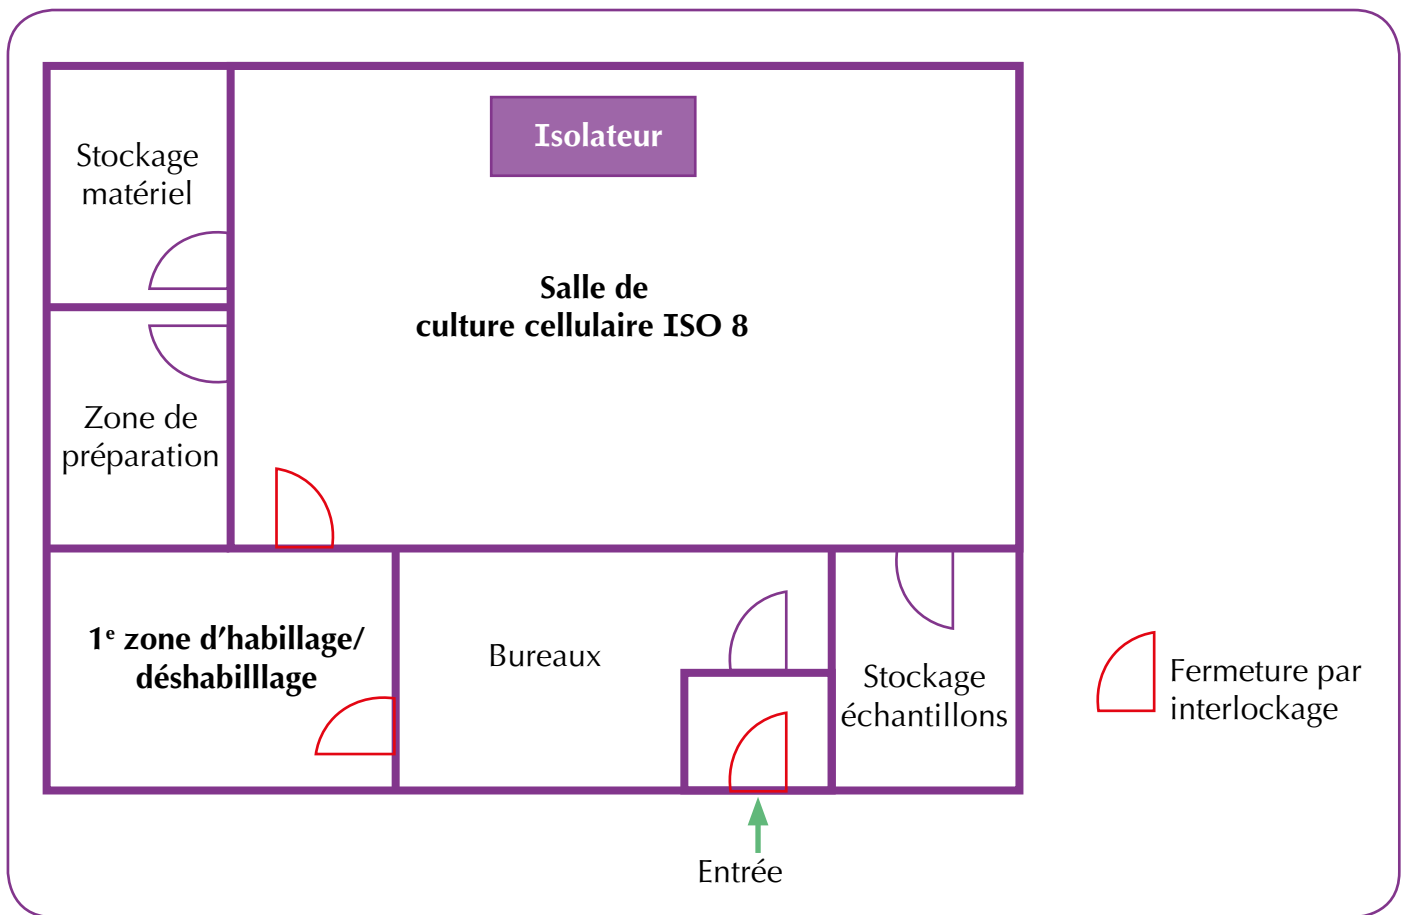 Isolateur
Stockage
matériel
Salle de
culture cellulaire ISO 8
Zone de
préparation
1e zone d'habillage/
déshabilllage
Bureaux
Stockage
échantillons
Fermeture par
interlockage
Entrée